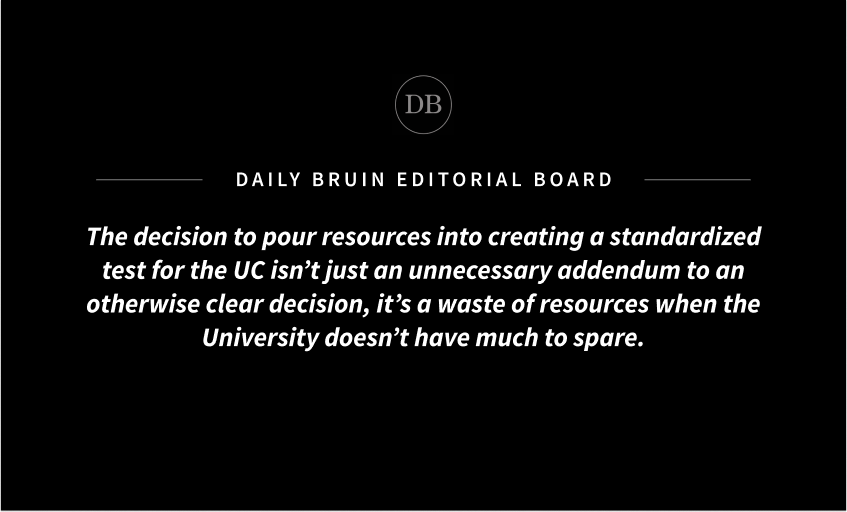 DB
DAILY BRUIN EDITORIAL BOARD
The decision to pour resources into creating a standardized
test for the UC isn’t just an unnecessary addendum to an
otherwise clear decision, it’s a waste of resources when the
University doesn’t have much to spare.